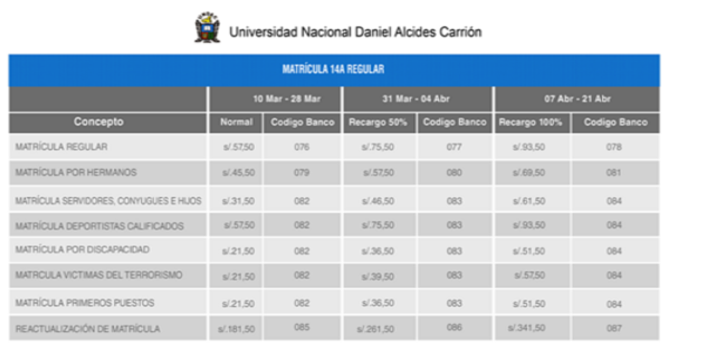 Universidad Nacional Daniel Alcides Carrión
MATRÍCULA 14A REGULAR
10 Mar - 28 Mar 31 Mar - 04 Abr 07 Abr - 21 Abr
Concepto Normal Codigo Banco Recargo 50% Codigo Banco Recargo 100% Codigo Banco
MATRÍCULA REGULAR s/.57,50 076 s/.75,50 077 s/.93,50 078
MATRÍCULA POR HERMANOS s/.45,50 079 s/.57,50 080 s/.69,50 081
MATRÍCULA SERVIDORES, CONYUGUES E HIJOS s/.31,50 082 s/.46,50 083 s/.61,50 084
MATRÍCULA DEPORTISTAS CALIFICADOS s/.57,50 082 s/.75,50 083 s/.93,50 084
MATRÍCULA POR DISCAPACIDAD s/.21,50 082 s/.36,50 083 s/.51,50 084
MATRCULA VICTIMAS DEL TERRORISMO s/.21,50 082 s/.39,50 083 s/.57,50 084
MATRÍCULA PRIMEROS PUESTOS s/.21,50 082 s/.36,50 083 s/.51,50 084
REACTUALIZACIÓN DE MATRÍCULA s/.181,50 085 s/.261,50 086 s/.341,50 087